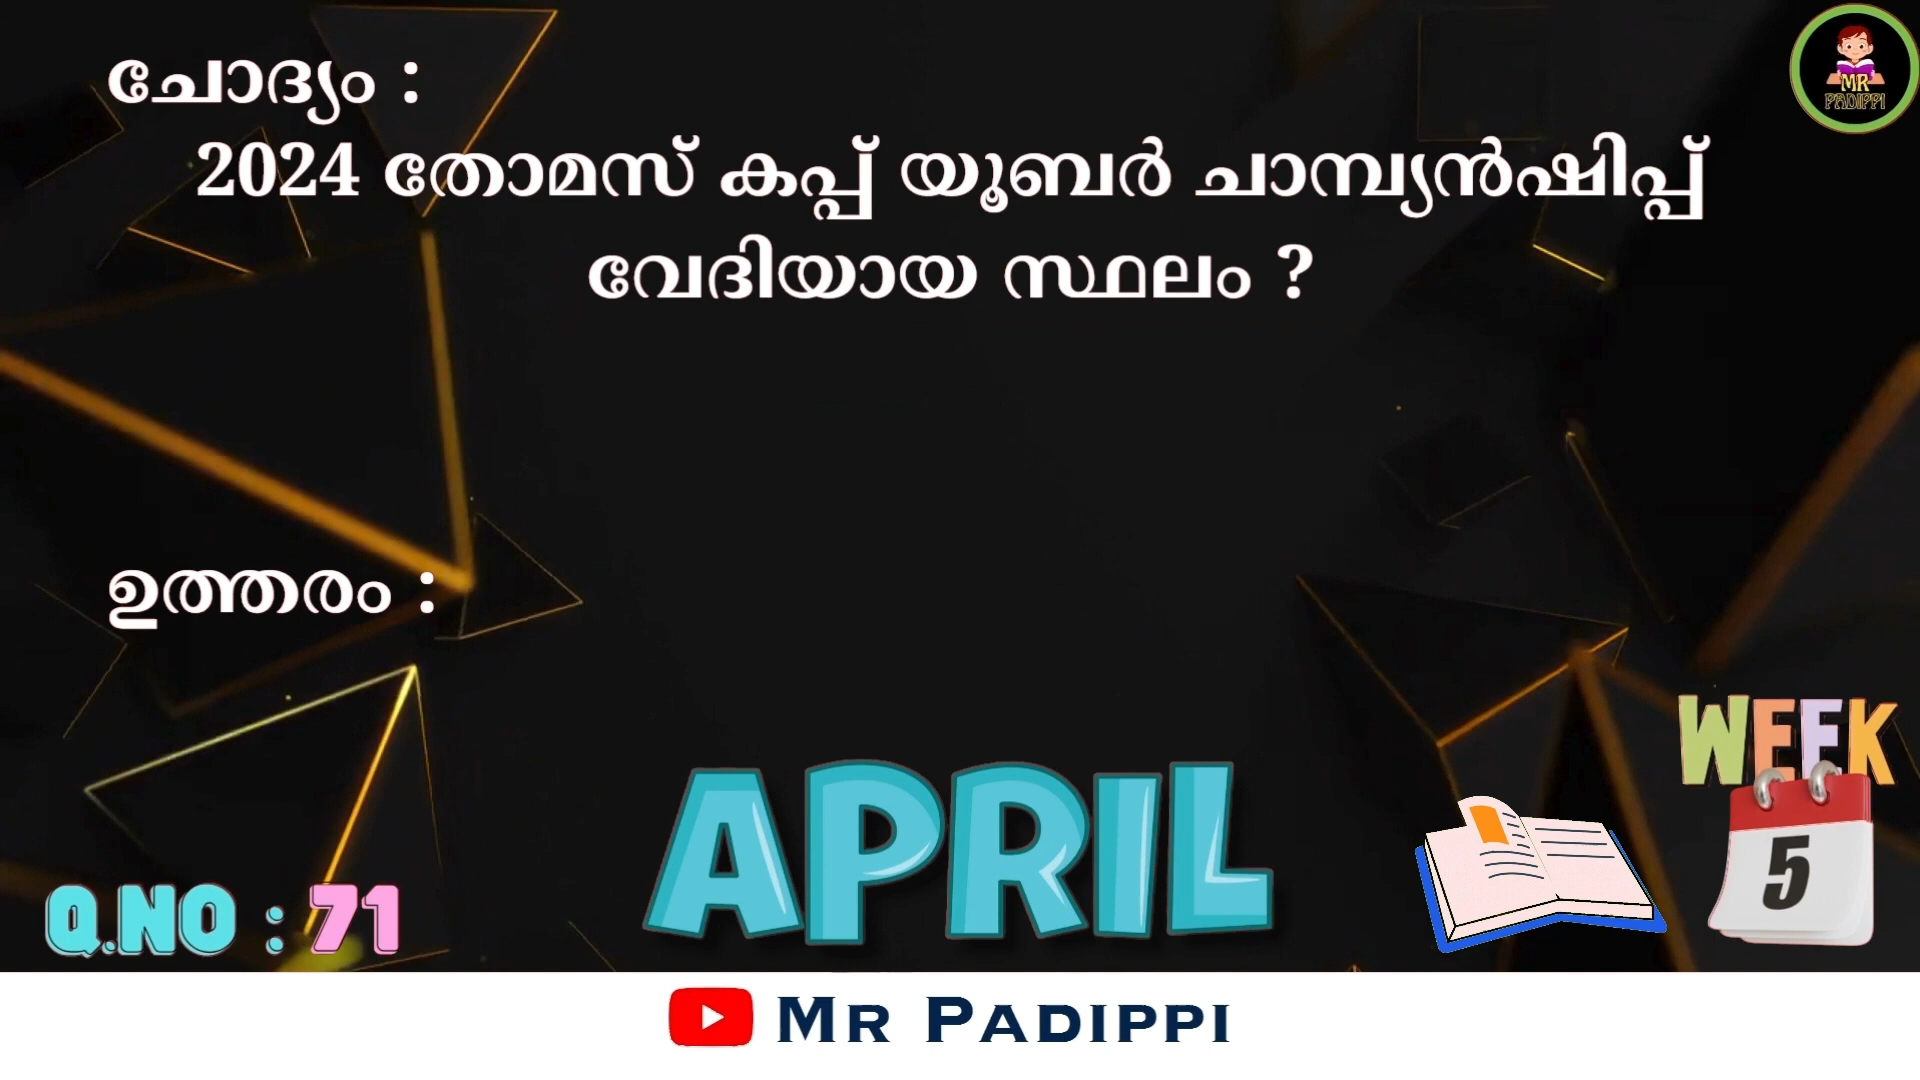 ചോദ്യം :
2024 തോമസ് കപ്പ് യൂബർ ചാമ്പ്യൻഷിപ്പ്
വേദിയായ സ്ഥലം ?
ഉത്തരം :
Q.NO : 71
APRIL
WEEK
5
MR
PADIPPI
MR PADIPPI